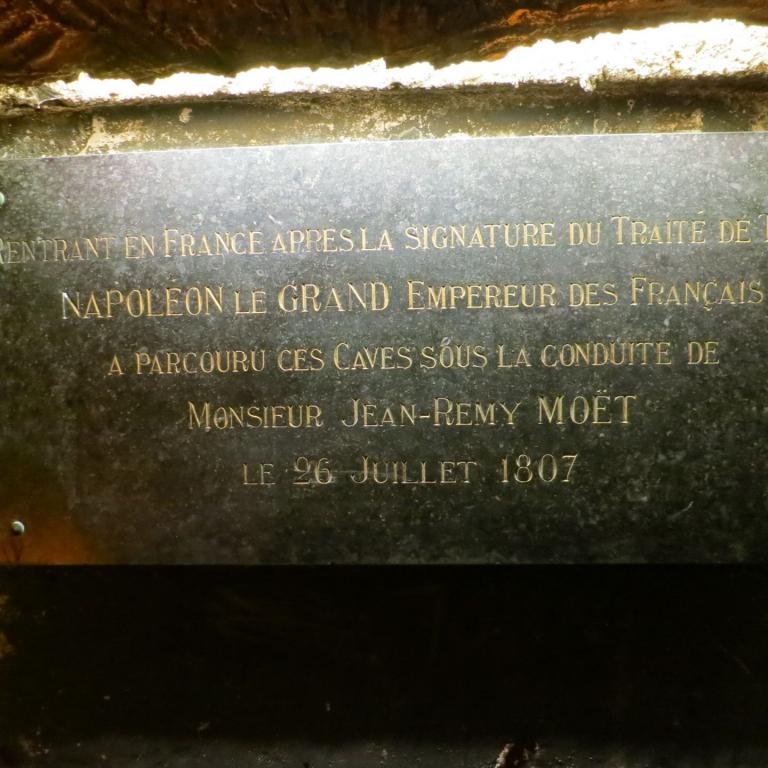 RENTRANT EN FRANCE APRES LA SIGNATURE DU TRAITÉ DE
NAPOLÉON LE GRAND EMPEREUR DES FRANÇAIS
A PARCOURU CES CAVES SOUS LA CONDUITE DE
MONSIEUR JEAN-REMY MOËT
LE 26 JUILLET 1807